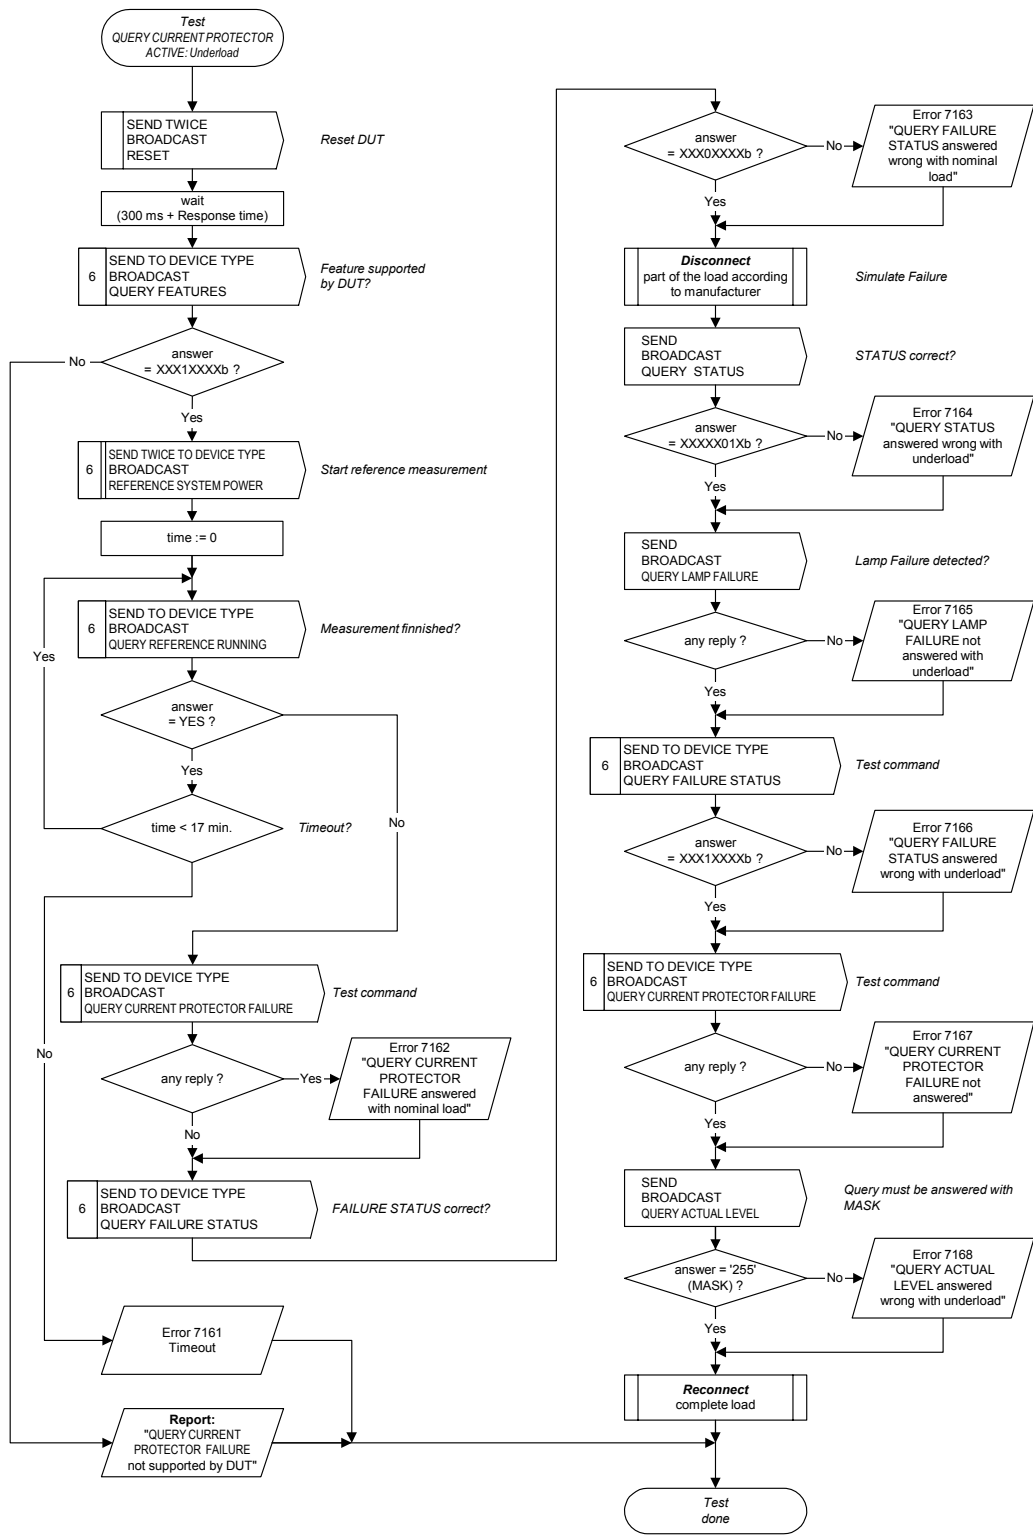 Test
QUERY CURRENT PROTECTOR
ACTIVE: Underload
SEND TWICE
BROADCAST
RESET
Reset DUT
wait
(300 ms + Response time)
6
SEND TO DEVICE TYPE
BROADCAST
QUERY FEATURES
Feature supported
by DUT?
No
answer
= XXX1XXXXb ?
Yes
6
SEND TWICE TO DEVICE TYPE
BROADCAST
REFERENCE SYSTEM POWER
Start reference measurement
time := 0
6
SEND TO DEVICE TYPE
BROADCAST
QUERY REFERENCE RUNNING
Measurement finnished?
Yes
answer
= YES ?
Yes
time < 17 min.
Timeout?
No
6
SEND TO DEVICE TYPE
BROADCAST
QUERY CURRENT PROTECTOR FAILURE
Test command
No
any reply ?
Yes
Error 7162
"QUERY CURRENT
PROTECTOR
FAILURE answered
with nominal load"
No
6
SEND TO DEVICE TYPE
BROADCAST
QUERY FAILURE STATUS
FAILURE STATUS correct?
Error 7161
Timeout
Report:
"QUERY CURRENT
PROTECTOR FAILURE
not supported by DUT"
answer
= XXX0XXXXb ?
No
Error 7163
"QUERY FAILURE
STATUS answered
wrong with nominal
load"
Yes
Disconnect
part of the load according
to manufacturer
Simulate Failure
SEND
BROADCAST
QUERY STATUS
STATUS correct?
answer
= XXXXX01Xb ?
No
Error 7164
"QUERY STATUS
answered wrong with
underload"
Yes
SEND
BROADCAST
QUERY LAMP FAILURE
Lamp Failure detected?
any reply ?
No
Error 7165
"QUERY LAMP
FAILURE not
answered with
underload"
Yes
6
SEND TO DEVICE TYPE
BROADCAST
QUERY FAILURE STATUS
Test command
answer
= XXX1XXXXb ?
No
Error 7166
"QUERY FAILURE
STATUS answered
wrong with underload"
Yes
6
SEND TO DEVICE TYPE
BROADCAST
QUERY CURRENT PROTECTOR FAILURE
Test command
any reply ?
No
Error 7167
"QUERY CURRENT
PROTECTOR
FAILURE not
answered"
Yes
SEND
BROADCAST
QUERY ACTUAL LEVEL
Query must be answered with
MASK
answer = '255'
(MASK) ?
No
Error 7168
"QUERY ACTUAL
LEVEL answered
wrong with underload"
Yes
Reconnect
complete load
Test
done